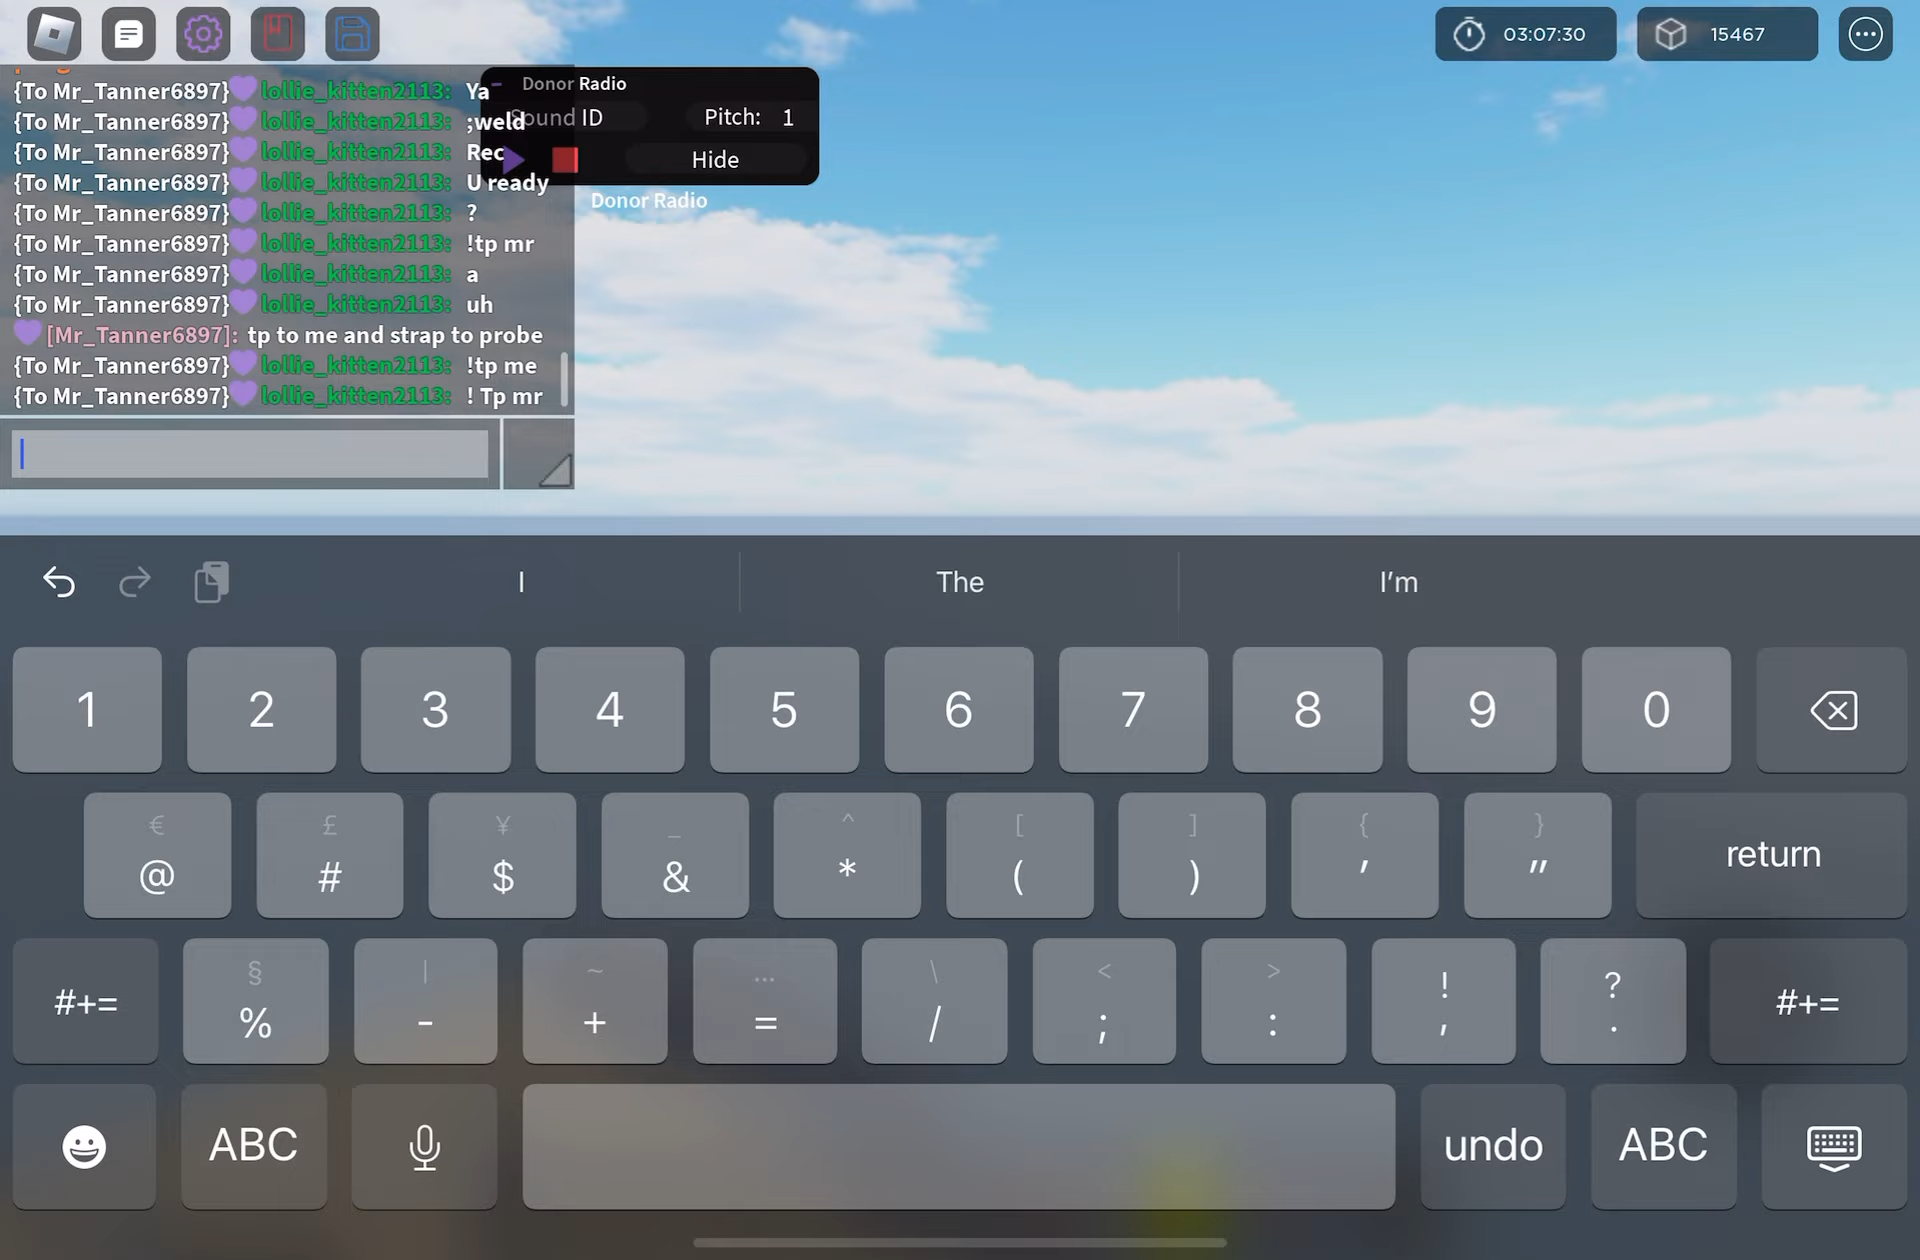 03:07:30
15467
{To Mr_Tanner6897}lollie_kitten2113: Ya
{To Mr_Tanner6897}lollie_kitten2113: ;weld
{To Mr_Tanner6897}lollie_kitten2113: Rec
{To Mr_Tanner6897}lollie_kitten2113: U ready
{To Mr_Tanner6897}lollie_kitten2113: ?
{To Mr_Tanner6897}lollie_kitten2113: !tp mr
{To Mr_Tanner6897}lollie_kitten2113: a
{To Mr_Tanner6897}lollie_kitten2113: uh
[Mr_Tanner6897]: tp to me and strap to probe
{To Mr_Tanner6897}lollie_kitten2113: !tp me
{To Mr_Tanner6897}lollie_kitten2113: ! Tp mr
Donor Radio
Sound ID Pitch: 1
Hide
Donor Radio
I The I’m
1 2 3 4 5 6 7 8 9 0
€ £ ¥ _ ^ [ ] { }
@ # $ & * ( ) ' " return
§ | ~ … \ < > ! ?
#+= % - + = / ; : , . #+=
ABC undo ABC